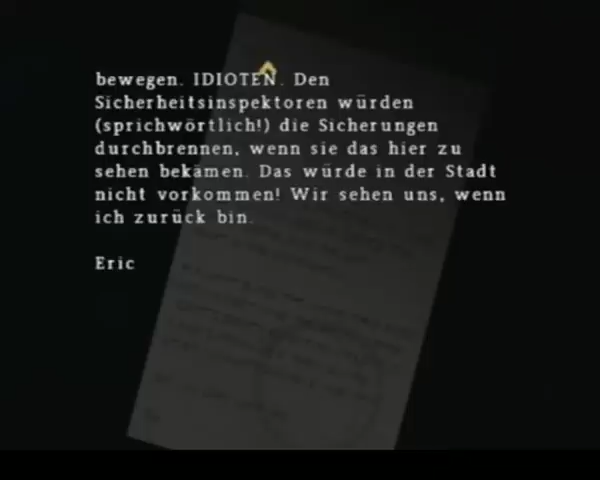 bewegen. IDIOTEN. Den
Sicherheitsinspektoren würden
(sprichwörtlich!) die Sicherungen
durchbrennen, wenn sie das hier zu
sehen bekämen. Das würde in der Stadt
nicht vorkommen! Wir sehen uns, wenn
ich zurück bin.
Eric